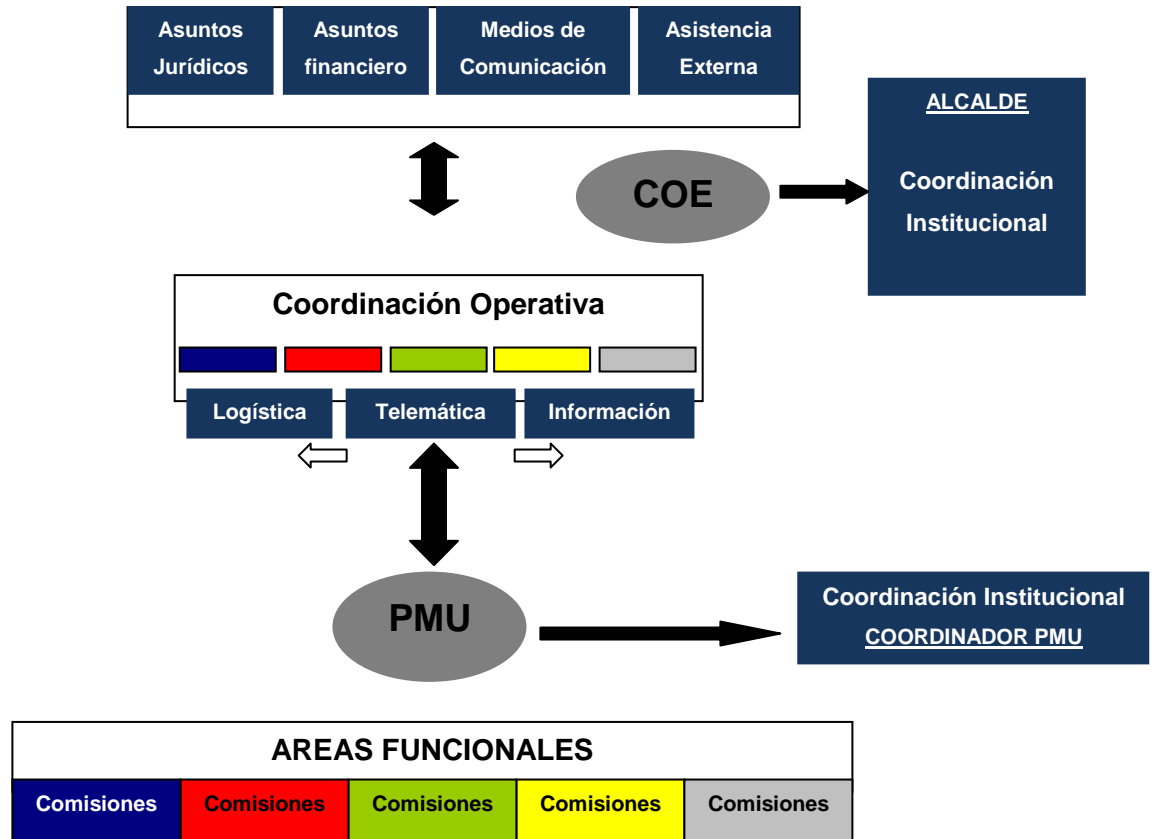 Asuntos
Jurídicos
Asuntos
financiero
Medios de
Comunicación
Asistencia
Externa
ALCALDE
Coordinación
Institucional
COE
Coordinación Operativa
Logística
Telemática
Información
PMU
Coordinación Institucional
COORDINADOR PMU
AREAS FUNCIONALES
Comisiones
Comisiones
Comisiones
Comisiones
Comisiones